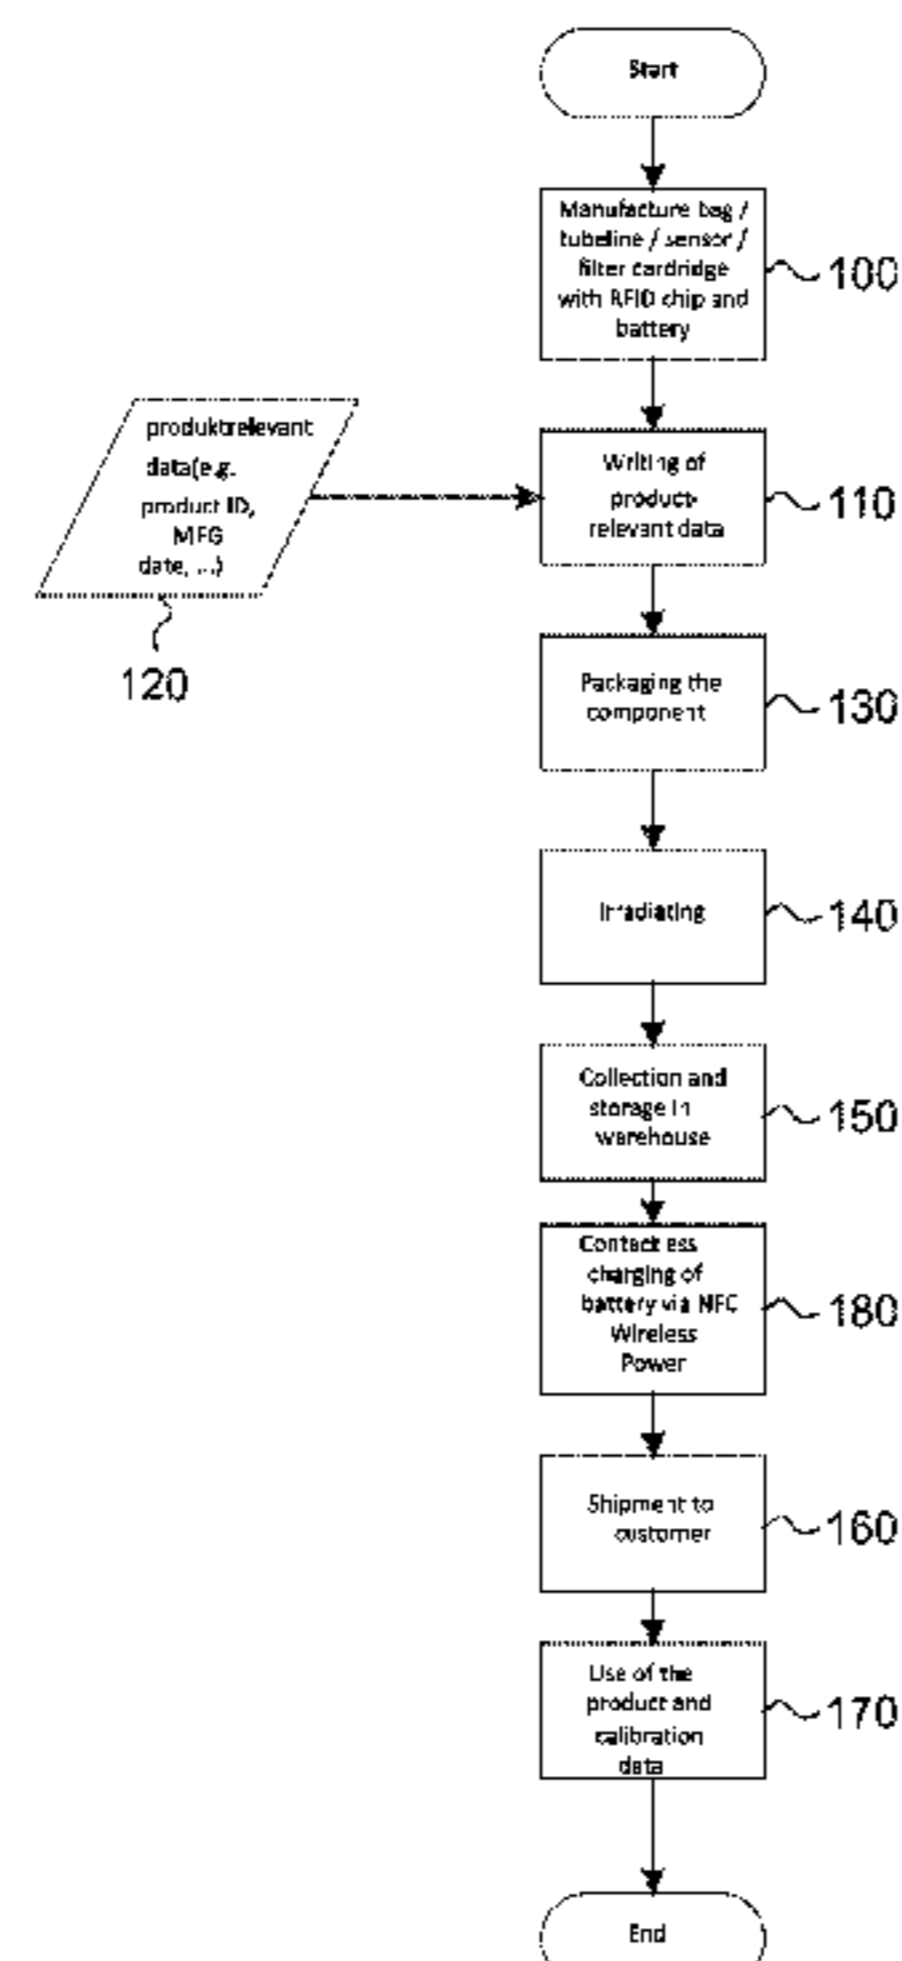 Start
Manufacture bag /
tubeline / sensor /
filter cardridge
with RFID chip and
battery
100
produktrelevant
data(e.g.
product ID,
MFG
date, ...)
120
Writing of
product-
relevant data
110
Packaging the
component
130
Irradiating
140
Collection and
storage in
warehouse
150
Contactless
charging of
battery via NFC
Wireless
Power
180
Shipment to
customer
160
Use of the
product and
calibration
data
170
End